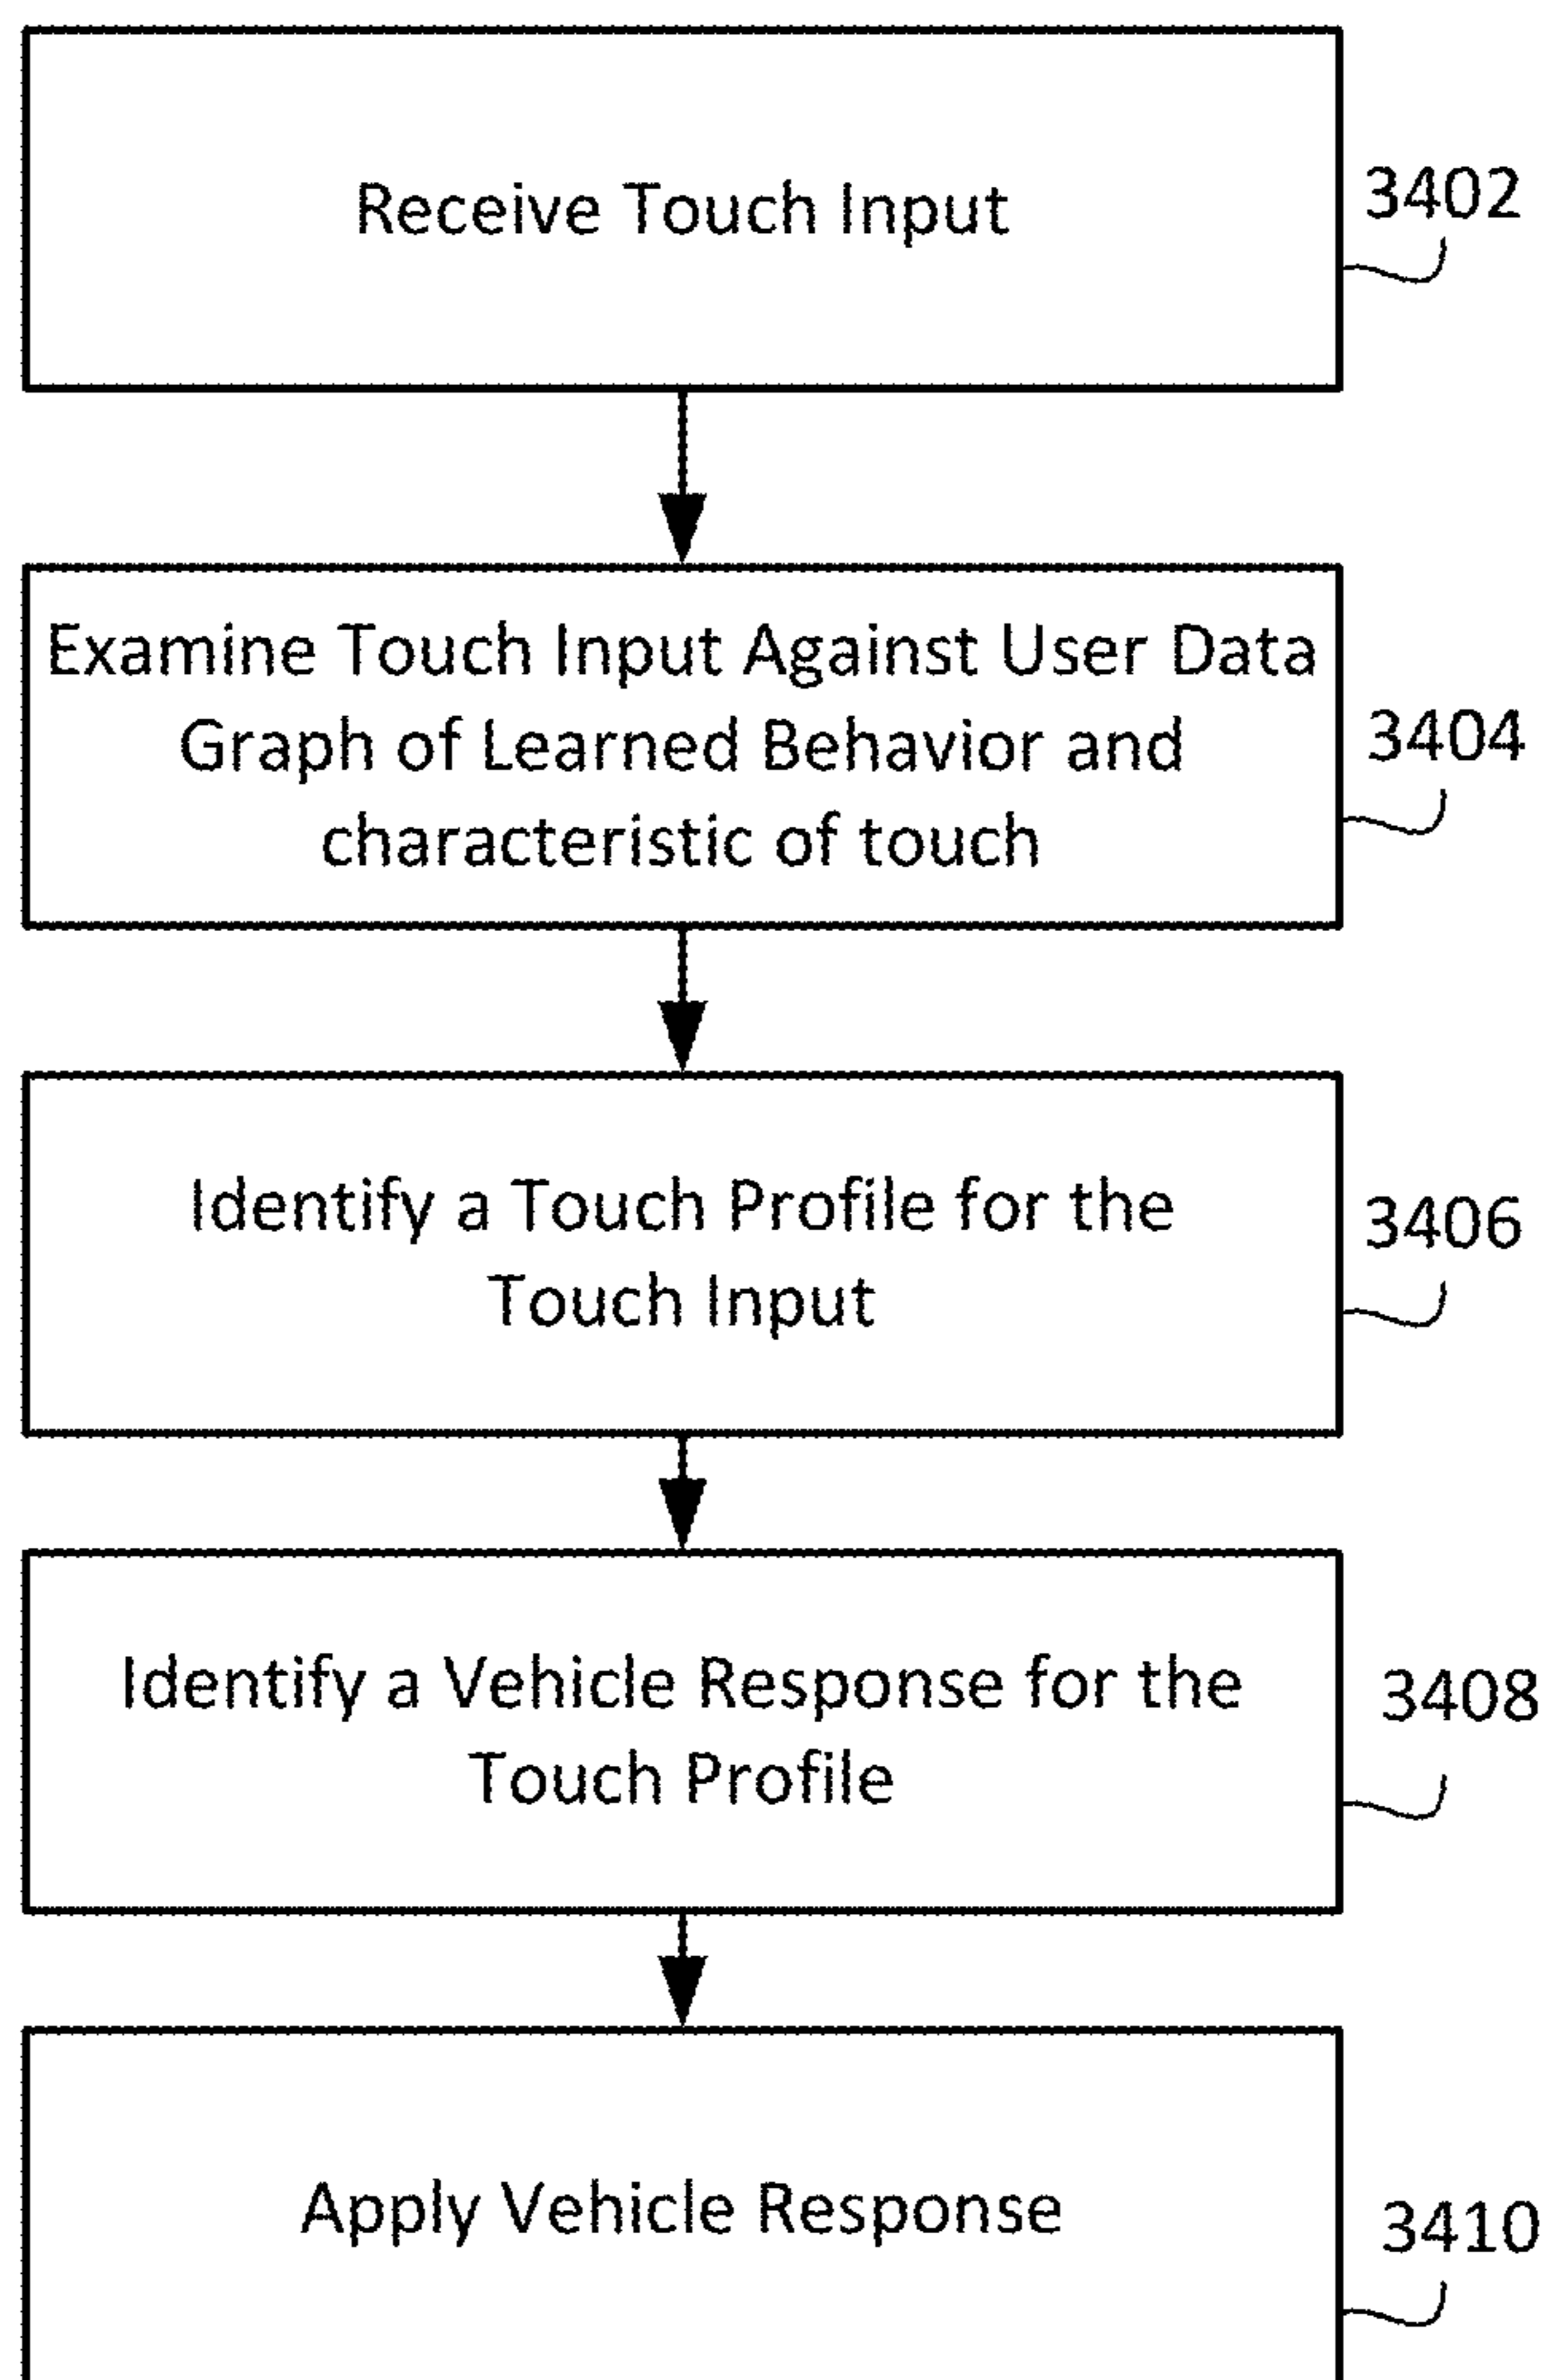 Receive Touch Input
3402
Examine Touch Input Against User Data
Graph of Learned Behavior and
characteristic of touch
3404
Identify a Touch Profile for the
Touch Input
3406
Identify a Vehicle Response for the
Touch Profile
3408
Apply Vehicle Response
3410